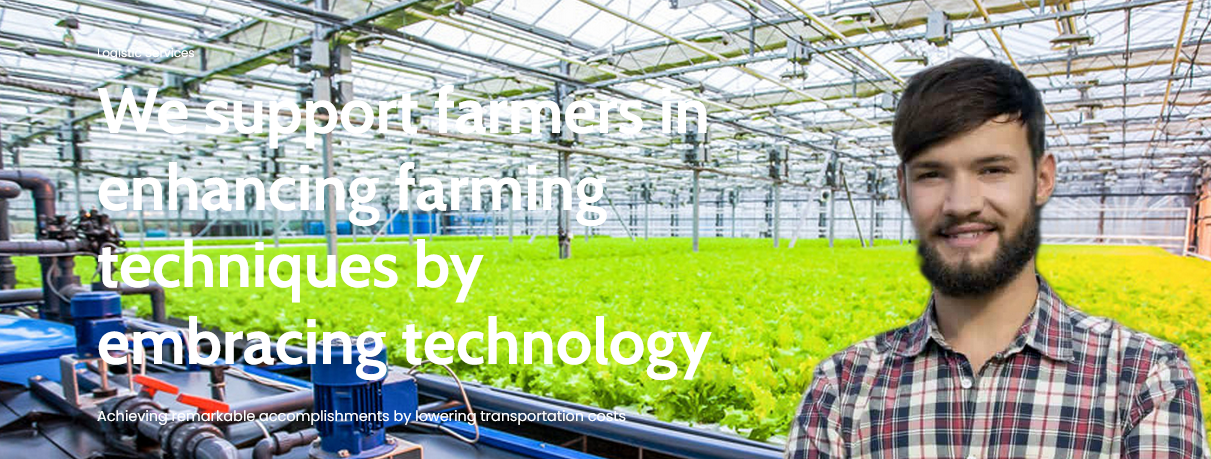 Logistic services
We support farmers in
enhancing farming
techniques by
embracing technology
Achieving remarkable accomplishments by lowering transportation costs